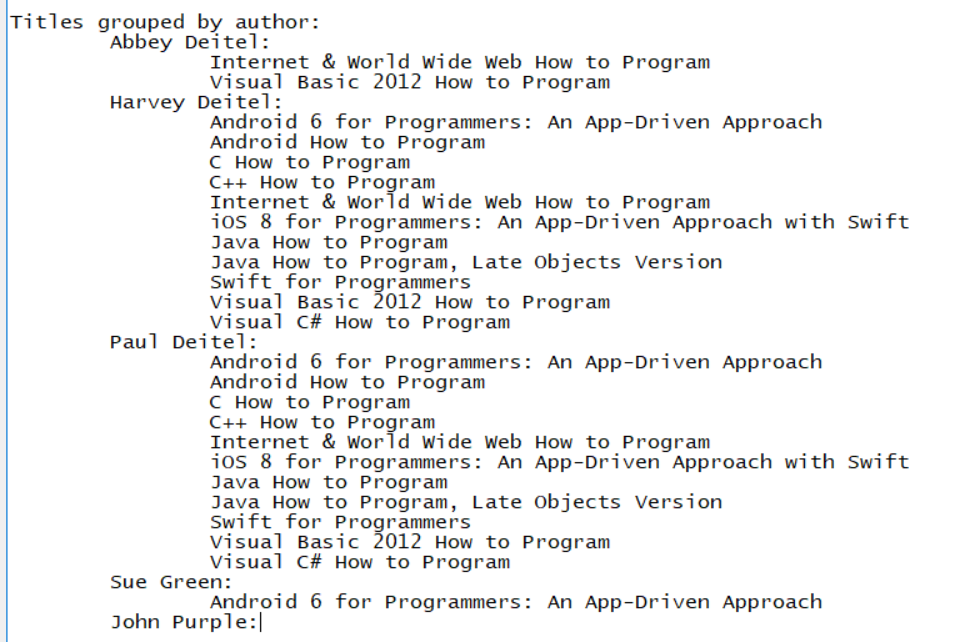 Titles grouped by author:
Abbey Deitel:
Internet & World Wide Web How to Program
Visual Basic 2012 How to Program
Harvey Deitel:
Android 6 for Programmers: An App-Driven Approach
Android How to Program
C How to Program
C++ How to Program
Internet & World Wide Web How to Program
iOS 8 for Programmers: An App-Driven Approach with Swift
Java How to Program
Java How to Program, Late Objects Version
Swift for Programmers
Visual Basic 2012 How to Program
Visual C# How to Program
Paul Deitel:
Android 6 for Programmers: An App-Driven Approach
Android How to Program
C How to Program
C++ How to Program
Internet & World Wide Web How to Program
iOS 8 for Programmers: An App-Driven Approach with Swift
Java How to Program
Java How to Program, Late Objects Version
Swift for Programmers
Visual Basic 2012 How to Program
Visual C# How to Program
Sue Green:
Android 6 for Programmers: An App-Driven Approach
John Purple: